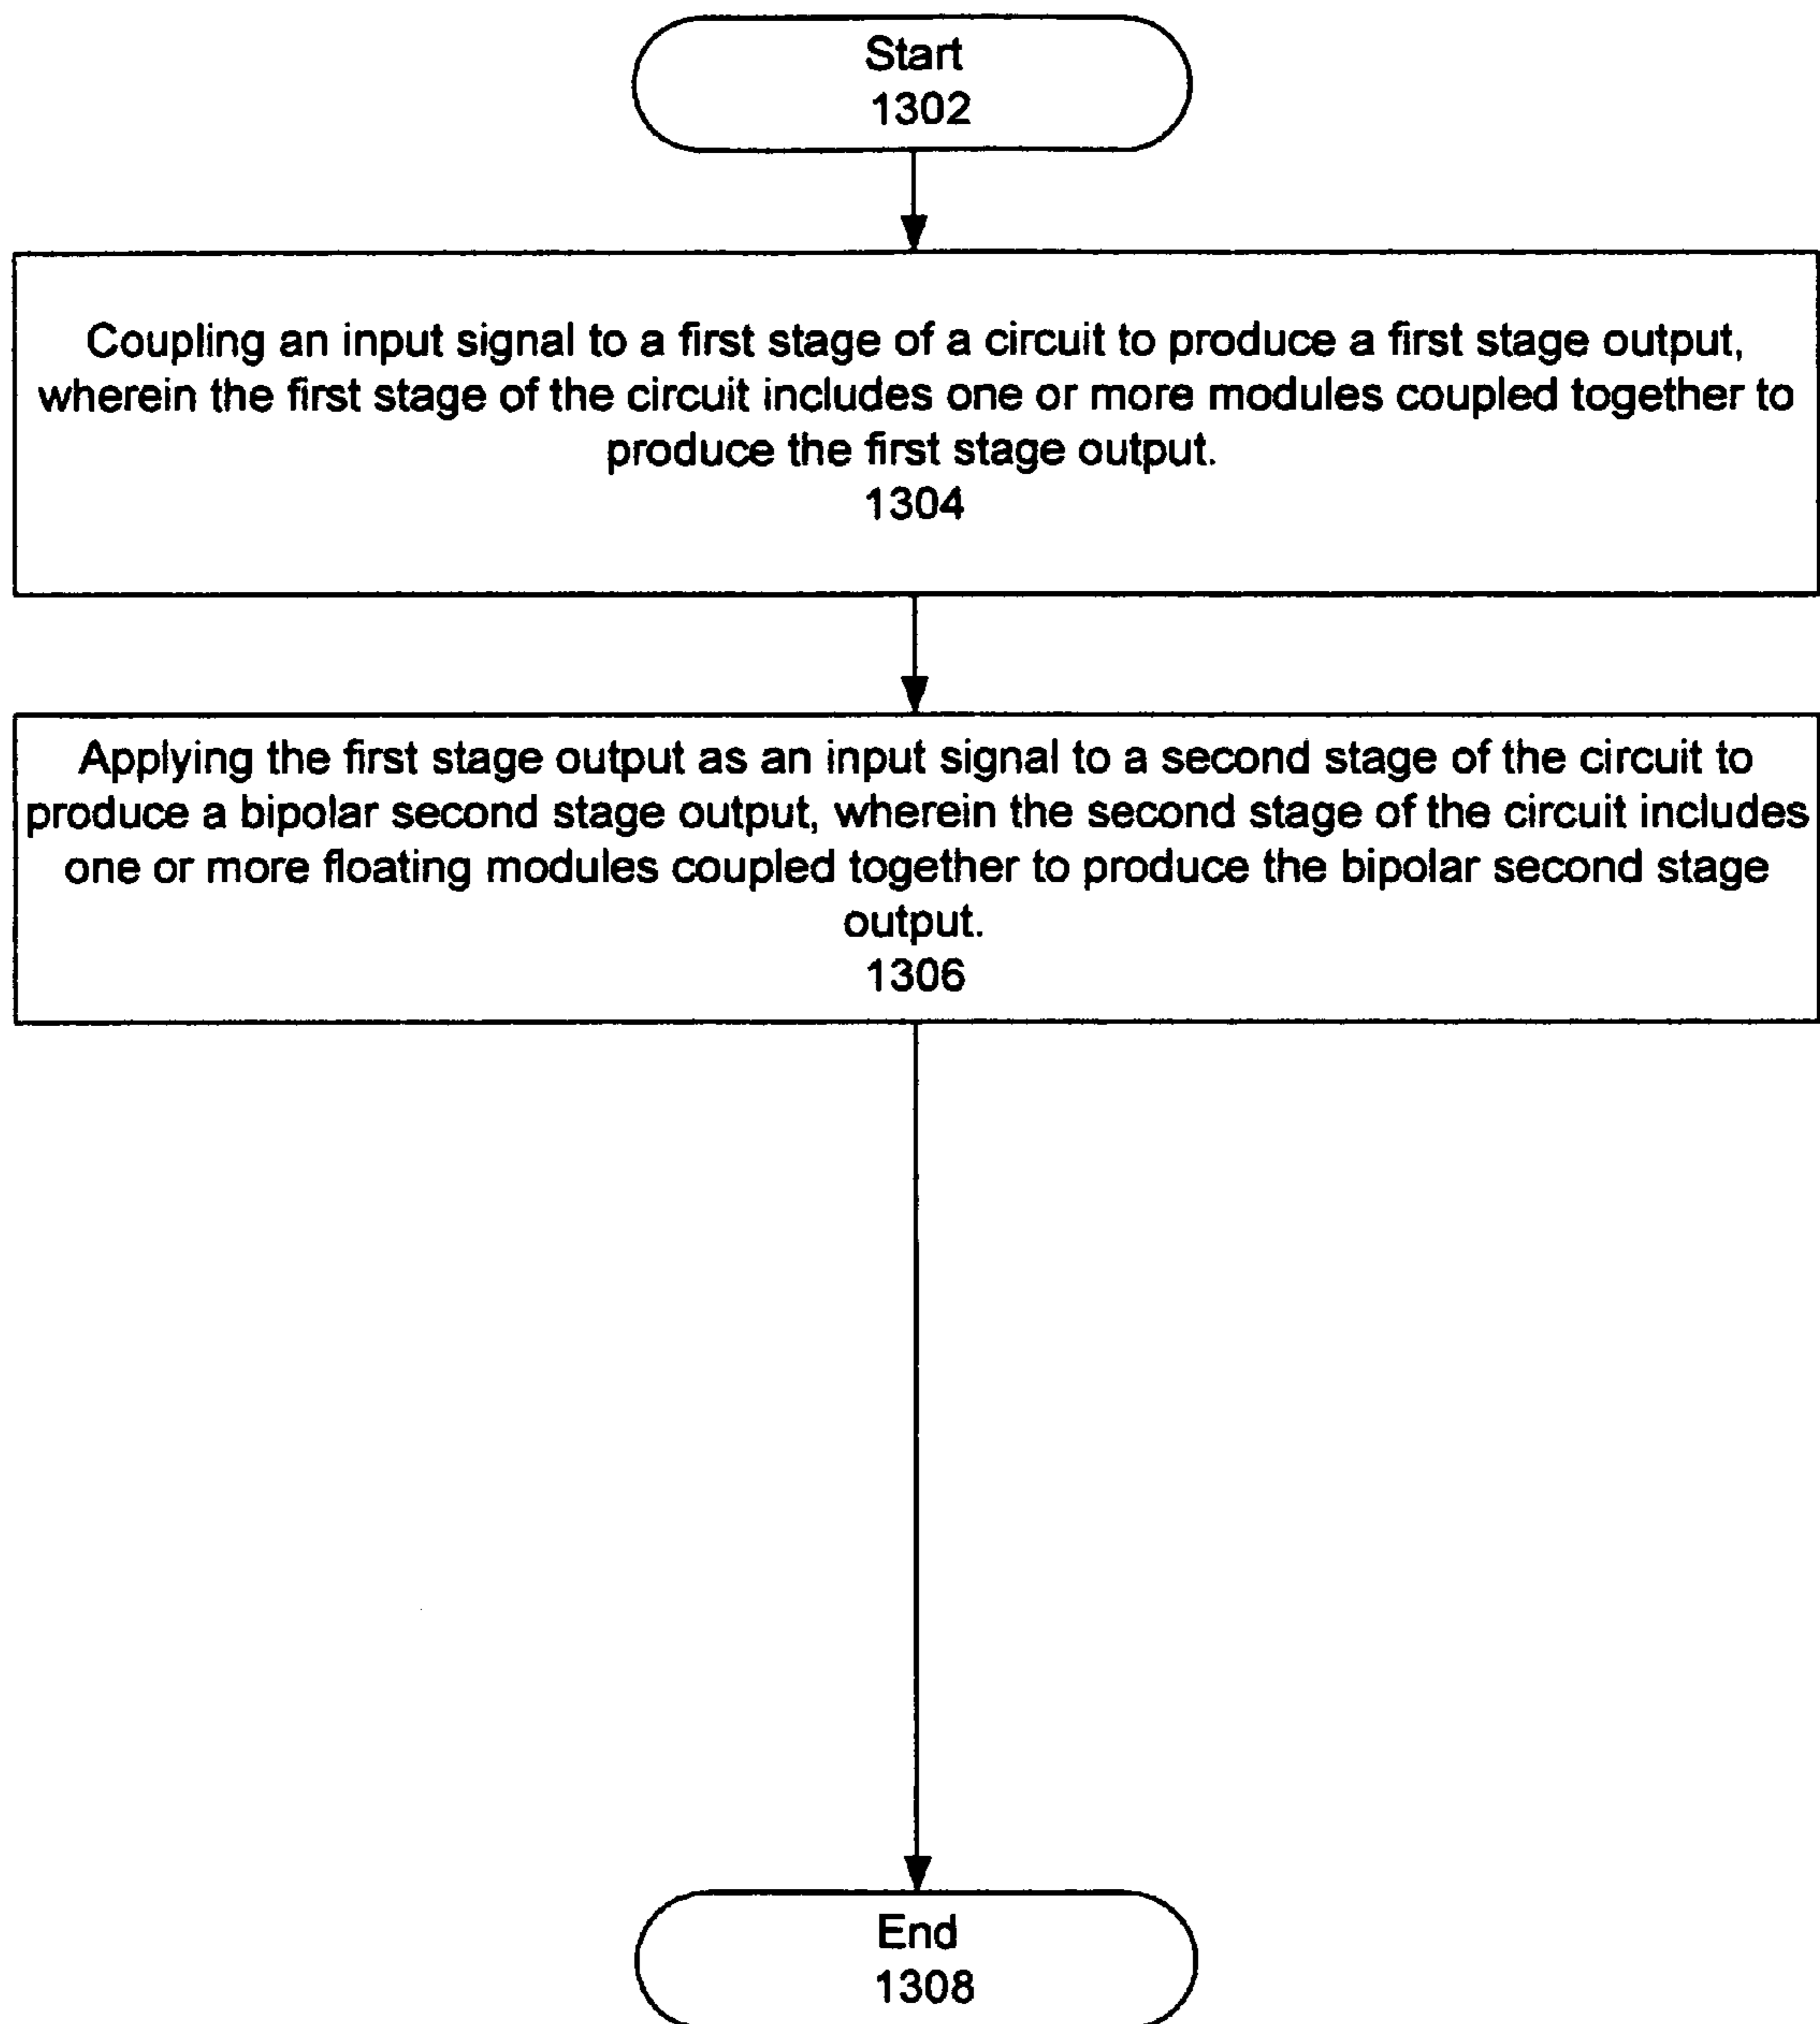 Start
1302
Coupling an input signal to a first stage of a circuit to produce a first stage output,
wherein the first stage of the circuit includes one or more modules coupled together to
produce the first stage output.
1304
Applying the first stage output as an input signal to a second stage of the circuit to
produce a bipolar second stage output, wherein the second stage of the circuit includes
one or more floating modules coupled together to produce the bipolar second stage
output.
1306
End
1308